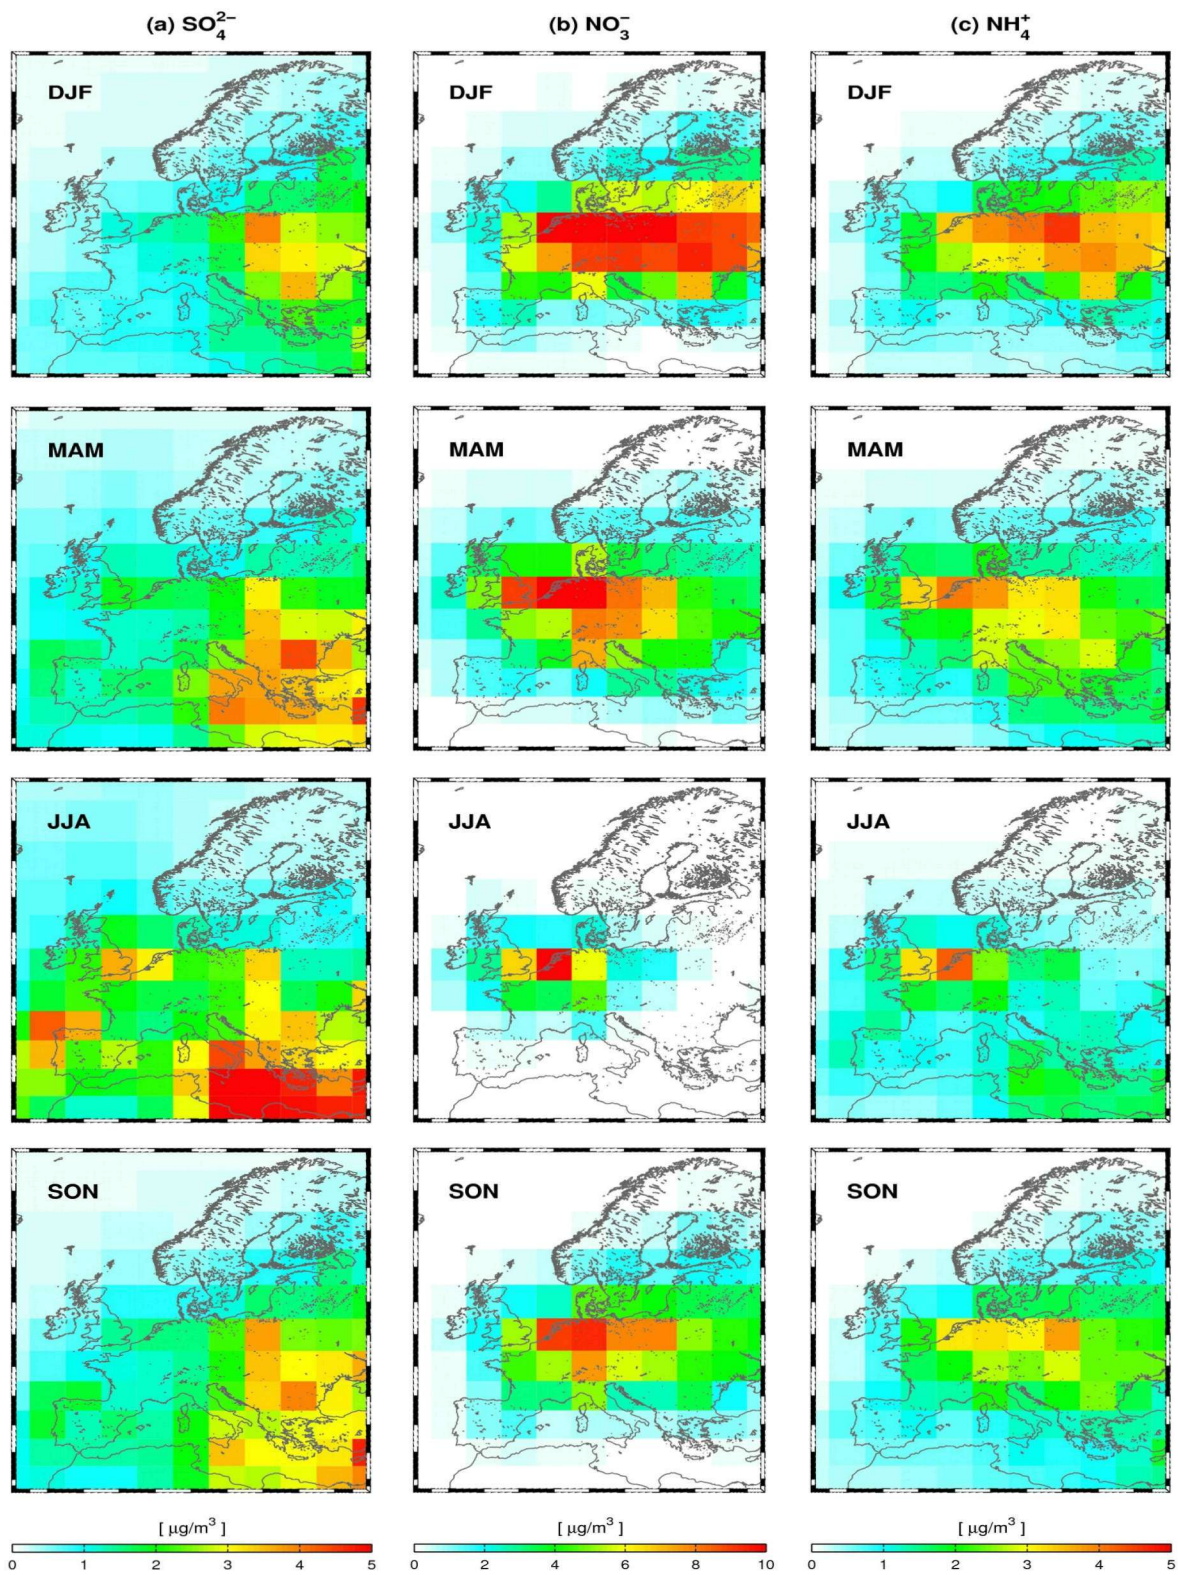 (a) SO₄²⁻ (b) NO₃⁻ (c) NH₄⁺
DJF DJF DJF
MAM MAM MAM
JJA JJA JJA
SON SON SON
[ µg/m³ ] [ µg/m³ ] [ µg/m³ ]
0 1 2 3 4 5 0 2 4 6 8 10 0 1 2 3 4 5